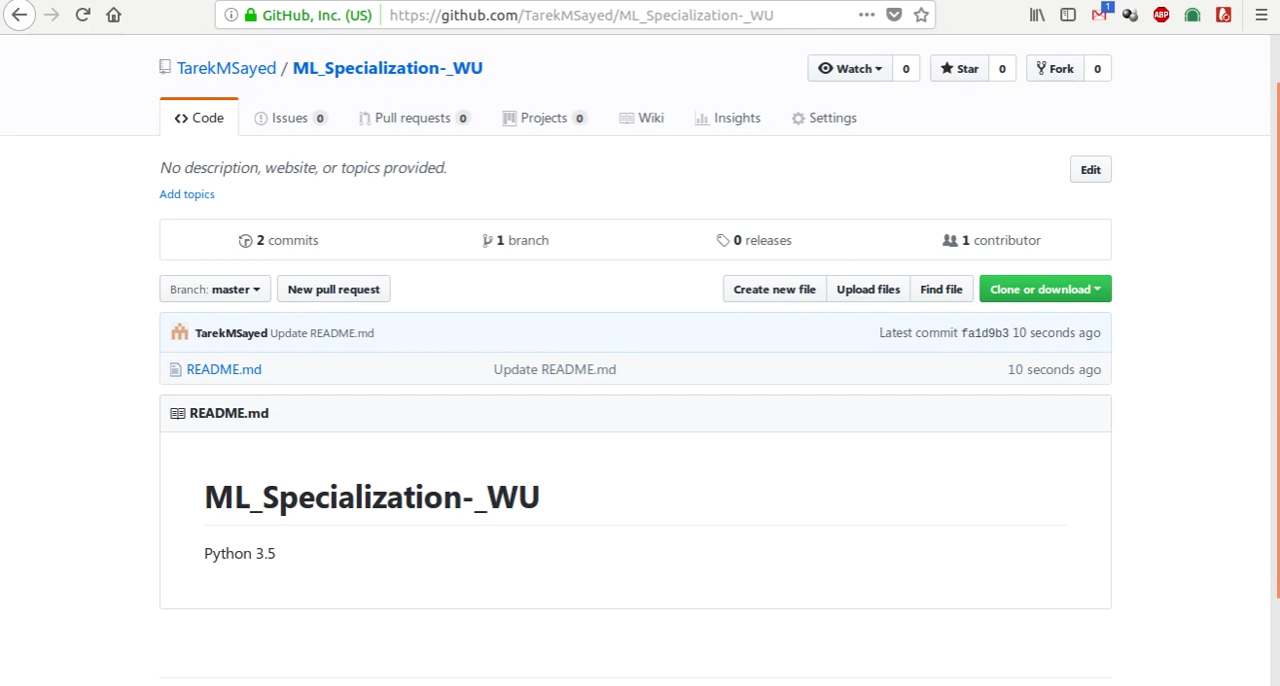 GitHub, Inc. (US) https://github.com/TarekMSayed/ML_Specialization-_WU
1
ABP
TarekMSayed / ML_Specialization-_WU
Watch 0 Star 0 Fork 0
Code Issues 0 Pull requests 0 Projects 0 Wiki Insights Settings
No description, website, or topics provided.
Edit
Add topics
2 commits 1 branch 0 releases 1 contributor
Branch: master New pull request Create new file Upload files Find file Clone or download
TarekMSayed Update README.md Latest commit fa1d9b3 10 seconds ago
README.md Update README.md 10 seconds ago
README.md
ML_Specialization-_WU
Python 3.5